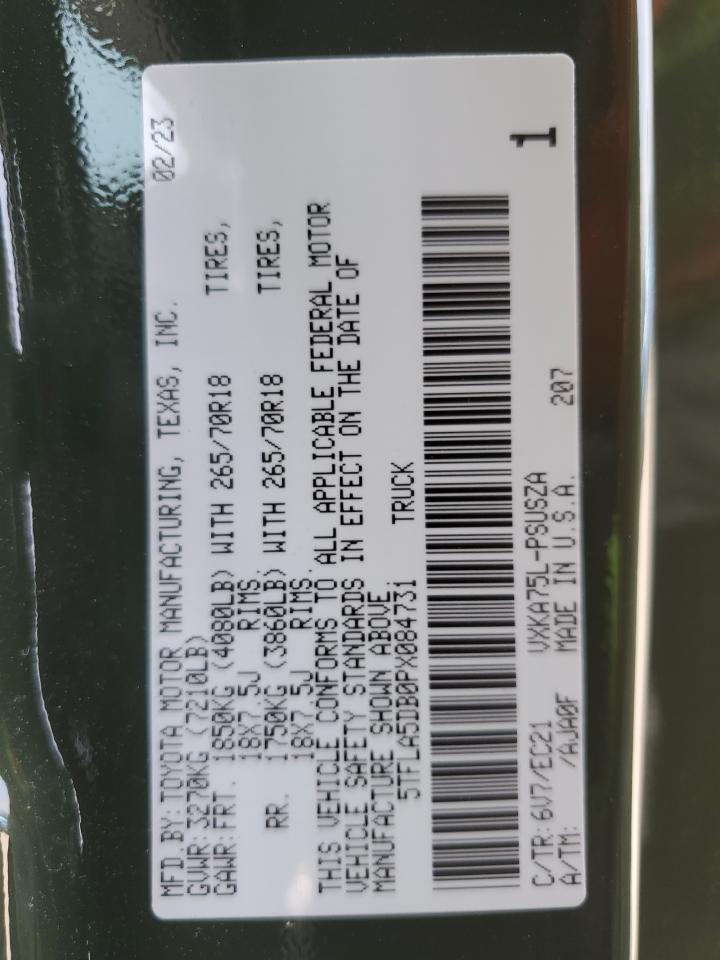 MFD.BY:TOYOTA MOTOR MANUFACTURING, TEXAS, INC. 02/23
GVWR:3270KG (7210LB)
GAWR:FRT. 1850KG (4080LB) WITH 265/70R18 TIRES,
18X7.5J RIMS.
RR. 1750KG (3860LB) WITH 265/70R18 TIRES,
18X7.5J RIMS.
THIS VEHICLE CONFORMS TO ALL APPLICABLE FEDERAL MOTOR
VEHICLE SAFETY STANDARDS IN EFFECT ON THE DATE OF
MANUFACTURE SHOWN ABOVE.
5TFLA5DB0PX084731 TRUCK
1
C/TR:6V7/EC21 VXKA75L-PSUSZA
A/TM: /AJA0F MADE IN U.S.A. 207